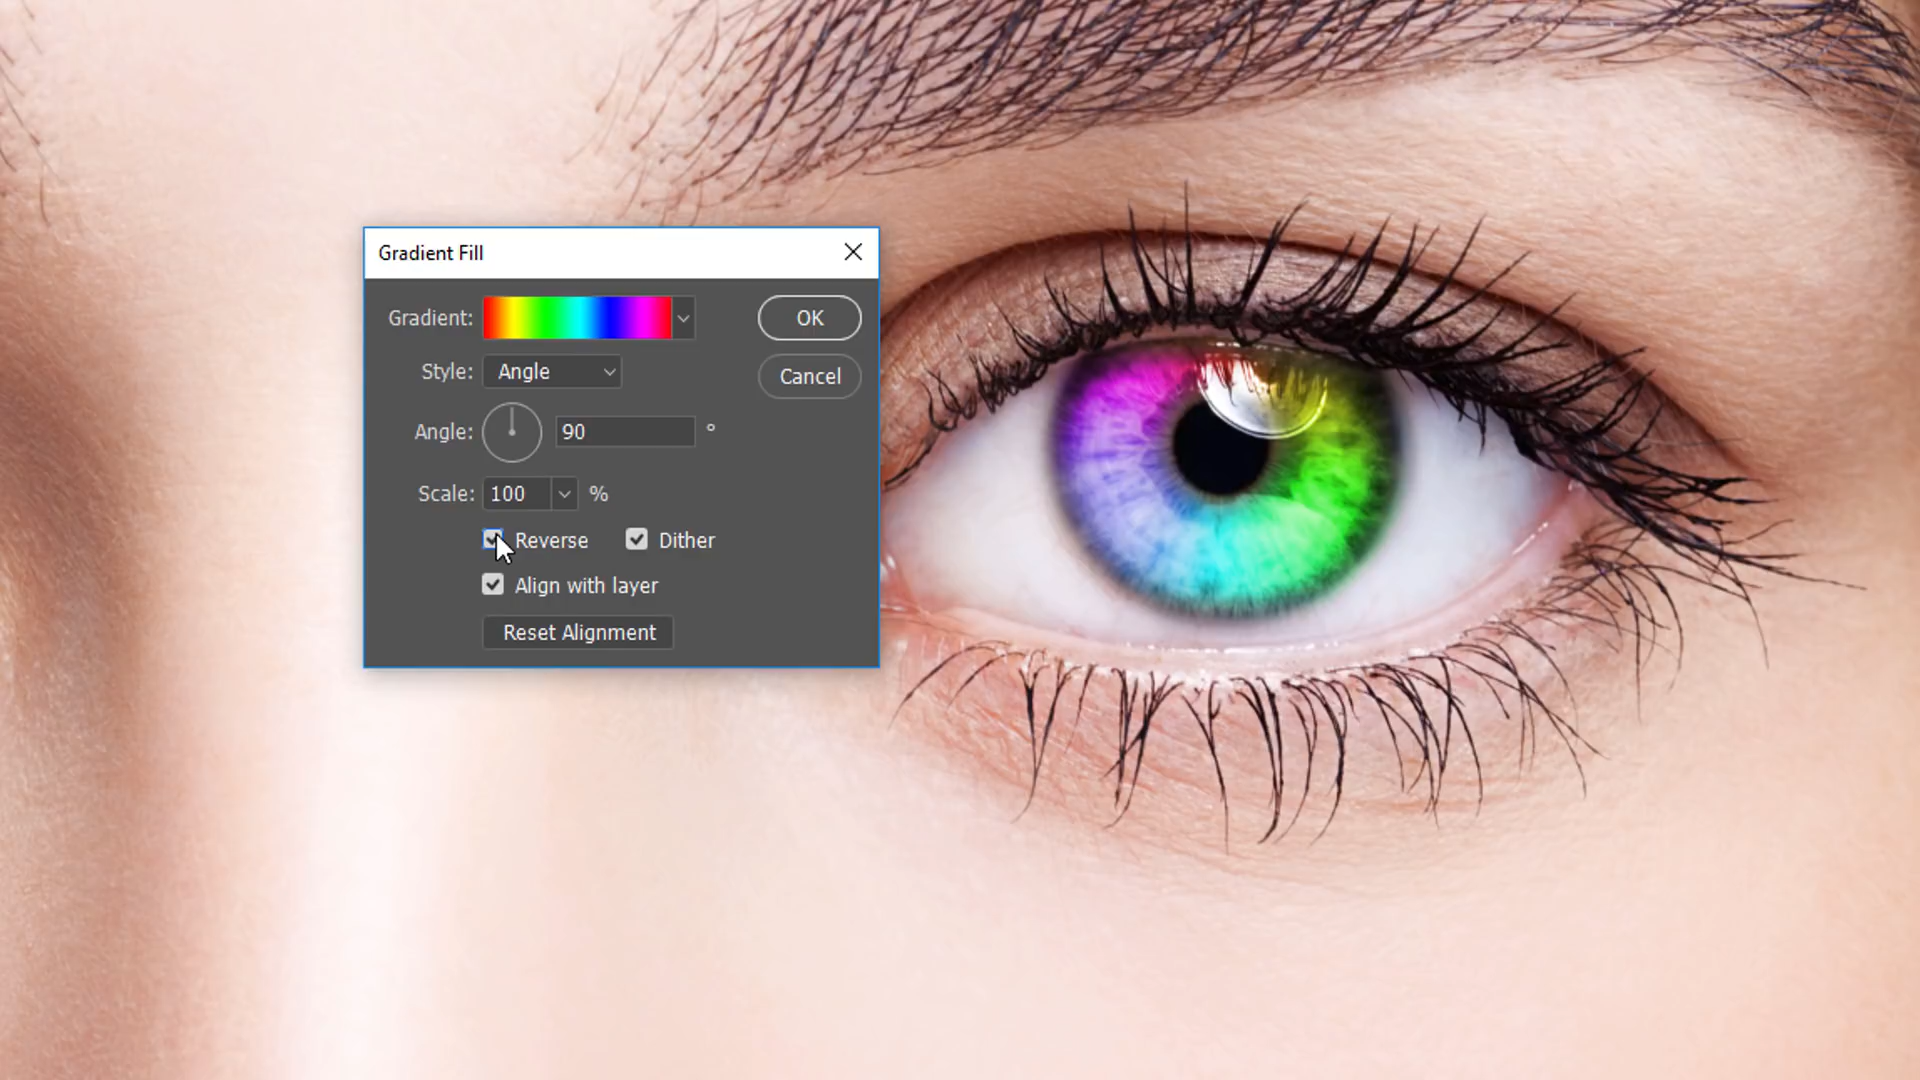 Gradient Fill
Gradient:
OK
Style: Angle
Cancel
Angle: 90 °
Scale: 100 %
Reverse Dither
Align with layer
Reset Alignment